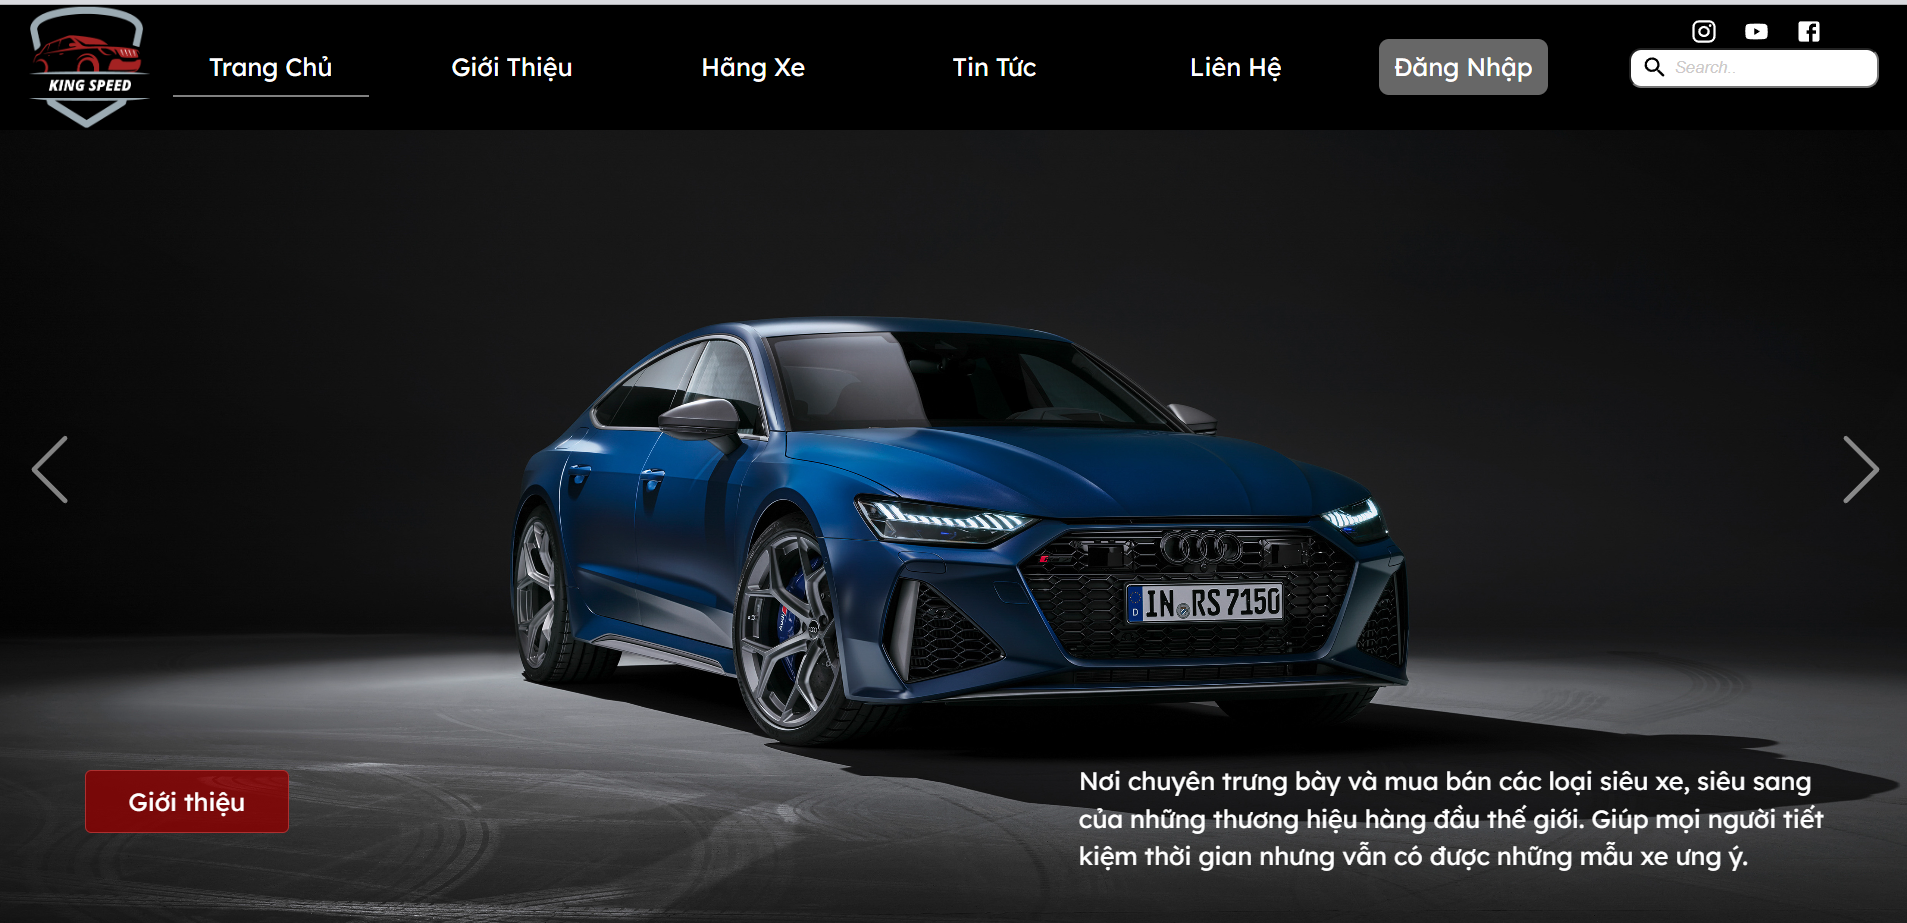 KING SPEED
Trang Chủ
Giới Thiệu
Hãng Xe
Tin Tức
Liên Hệ
Đăng Nhập
Search..
IN RS 7150
D
Giới thiệu
Nơi chuyên trưng bày và mua bán các loại siêu xe, siêu sang
của những thương hiệu hàng đầu thế giới. Giúp mọi người tiết
kiệm thời gian nhưng vẫn có được những mẫu xe ưng ý.